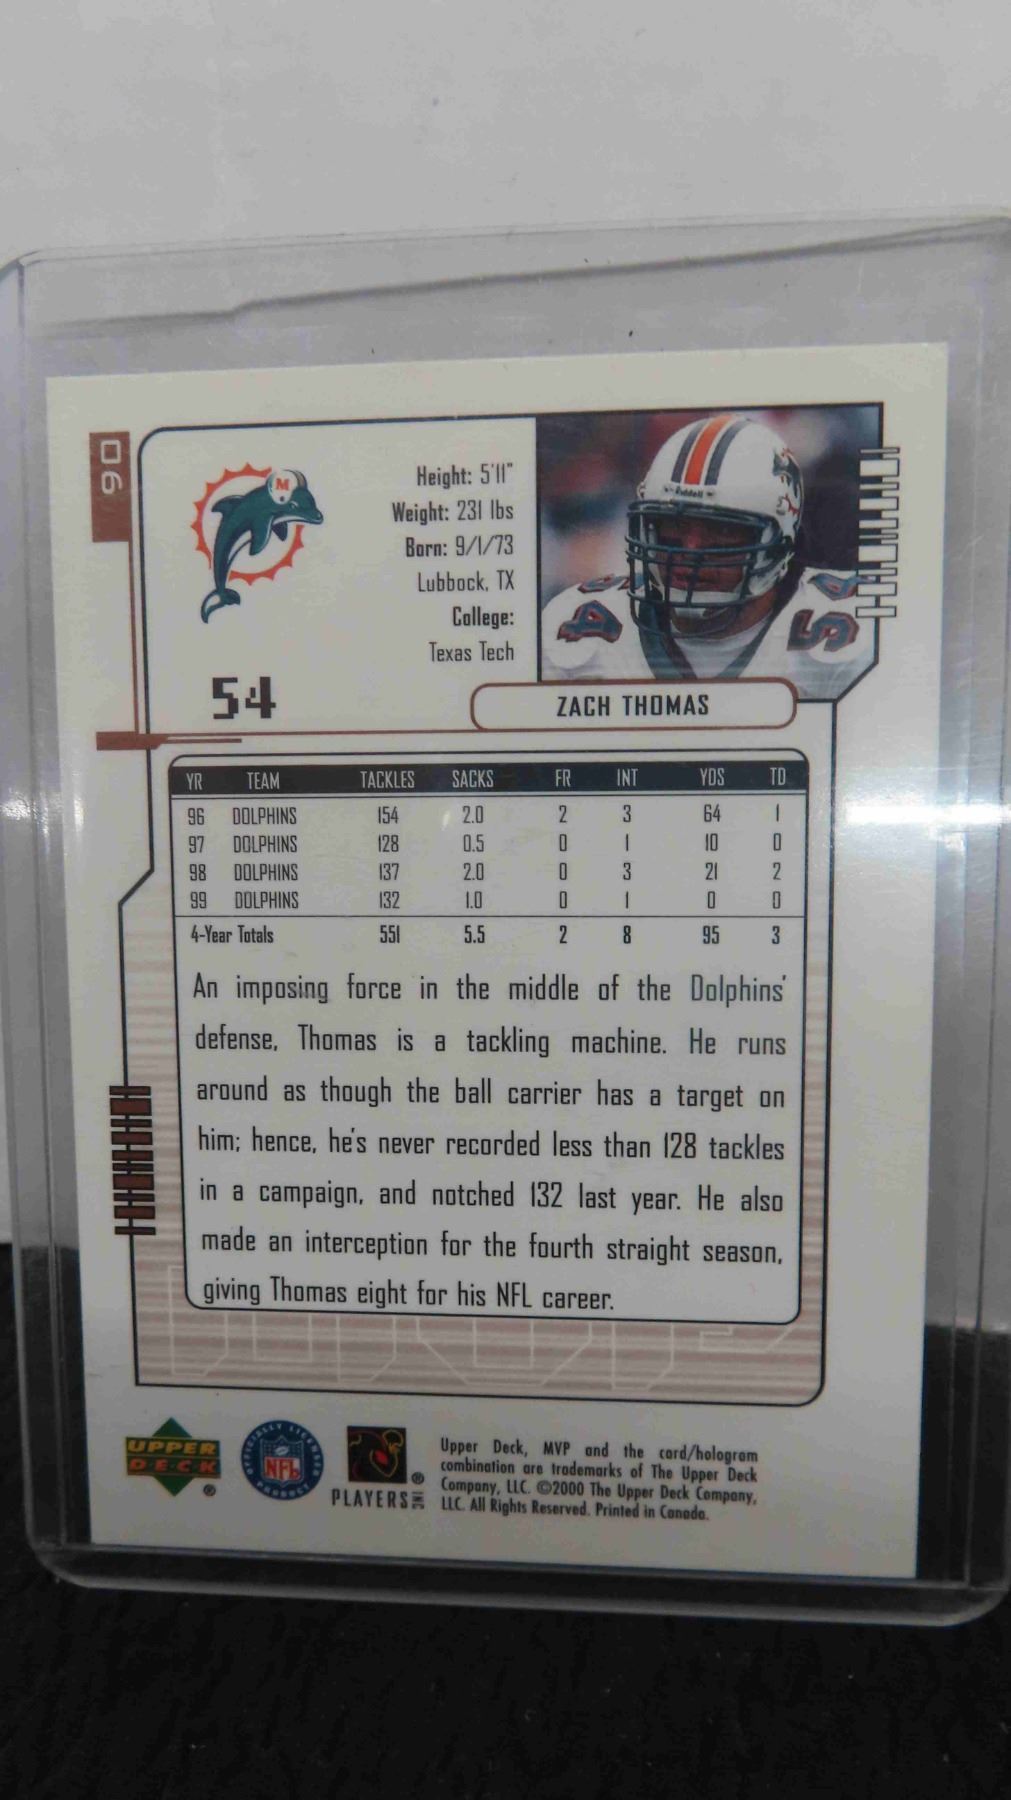 90
M
Height: 5'11"
Weight: 231 lbs
Born: 9/1/73
Lubbock, TX
College:
Texas Tech
Riddell
54
54
54
ZACH THOMAS
YR TEAM TACKLES SACKS FR INT YDS TD
96 DOLPHINS 154 2.0 2 3 64 1
97 DOLPHINS 128 0.5 0 1 10 0
98 DOLPHINS 137 2.0 0 3 21 2
99 DOLPHINS 132 1.0 0 1 0 0
4-Year Totals 551 5.5 2 8 95 3
An imposing force in the middle of the Dolphins'
defense, Thomas is a tackling machine. He runs
around as though the ball carrier has a target on
him; hence, he's never recorded less than 128 tackles
in a campaign, and notched 132 last year. He also
made an interception for the fourth straight season,
giving Thomas eight for his NFL career.
UPPER
D·E·C·K
®
OFFICIALLY LICENSED
NFL
PRODUCT
®
PLAYERS INC
Upper Deck, MVP and the card/hologram
combination are trademarks of The Upper Deck
Company, LLC. ©2000 The Upper Deck Company,
LLC. All Rights Reserved. Printed in Canada.